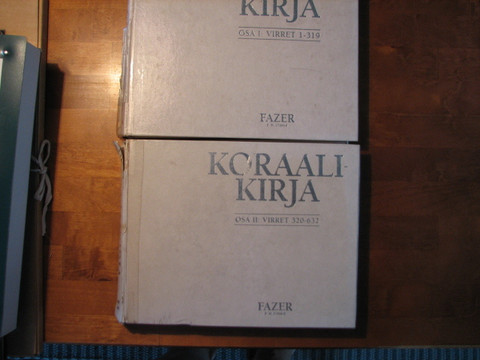 KIRJA
OSA I: VIRRET 1-319
FAZER
KORAALI-
KIRJA
OSA II: VIRRET 320-632
FAZER